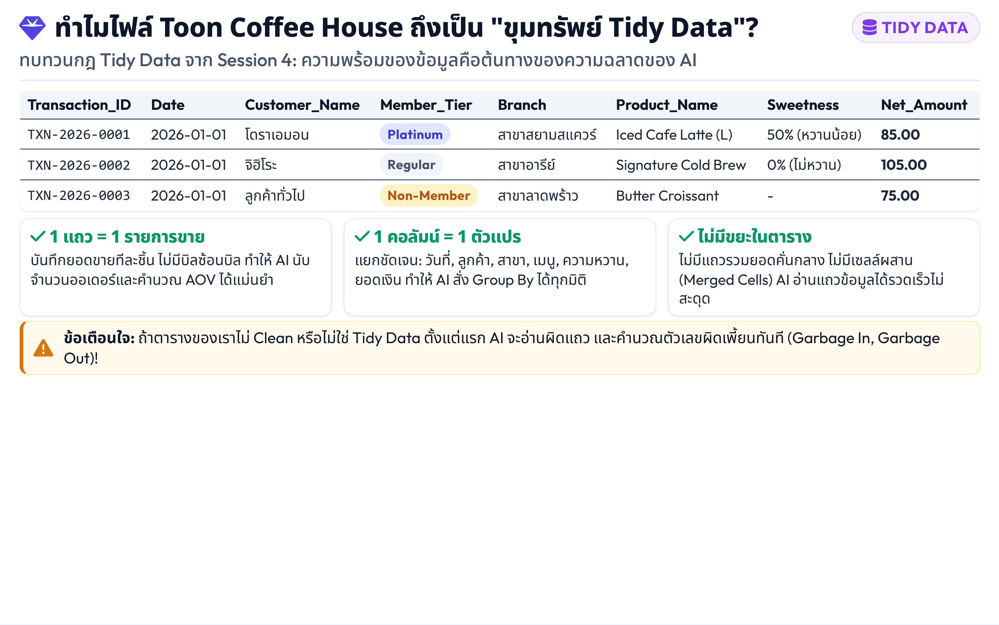 ทำไมไฟล์ Toon Coffee House ถึงเป็น "ขุมทรัพย์ Tidy Data"?
TIDY DATA
ทบทวนกฎ Tidy Data จาก Session 4: ความพร้อมของข้อมูลคือต้นทางของความฉลาดของ AI
Transaction_ID Date Customer_Name Member_Tier Branch Product_Name Sweetness Net_Amount
TXN-2026-0001 2026-01-01 โดราเอมอน Platinum สาขาสยามสแควร์ Iced Cafe Latte (L) 50% (หวานน้อย) 85.00
TXN-2026-0002 2026-01-01 จิฮิโระ Regular สาขาอารีย์ Signature Cold Brew 0% (ไม่หวาน) 105.00
TXN-2026-0003 2026-01-01 ลูกค้าทั่วไป Non-Member สาขาลาดพร้าว Butter Croissant - 75.00
1 แถว = 1 รายการขาย
บันทึกยอดขายทีละชิ้น ไม่มีบิลซ้อนบิล ทำให้ AI นับ
จำนวนออเดอร์และคำนวณ AOV ได้แม่นยำ
1 คอลัมน์ = 1 ตัวแปร
แยกชัดเจน: วันที่, ลูกค้า, สาขา, เมนู, ความหวาน,
ยอดเงิน ทำให้ AI สั่ง Group By ได้ทุกมิติ
ไม่มีขยะในตาราง
ไม่มีแถวรวมยอดคั่นกลาง ไม่มีเซลล์ผสาน
(Merged Cells) AI อ่านแถวข้อมูลได้รวดเร็วไม่
สะดุด
ข้อเตือนใจ: ถ้าตารางของเราไม่ Clean หรือไม่ใช่ Tidy Data ตั้งแต่แรก AI จะอ่านผิดแถว และคำนวณตัวเลขผิดเพี้ยนทันที (Garbage In, Garbage
Out)!